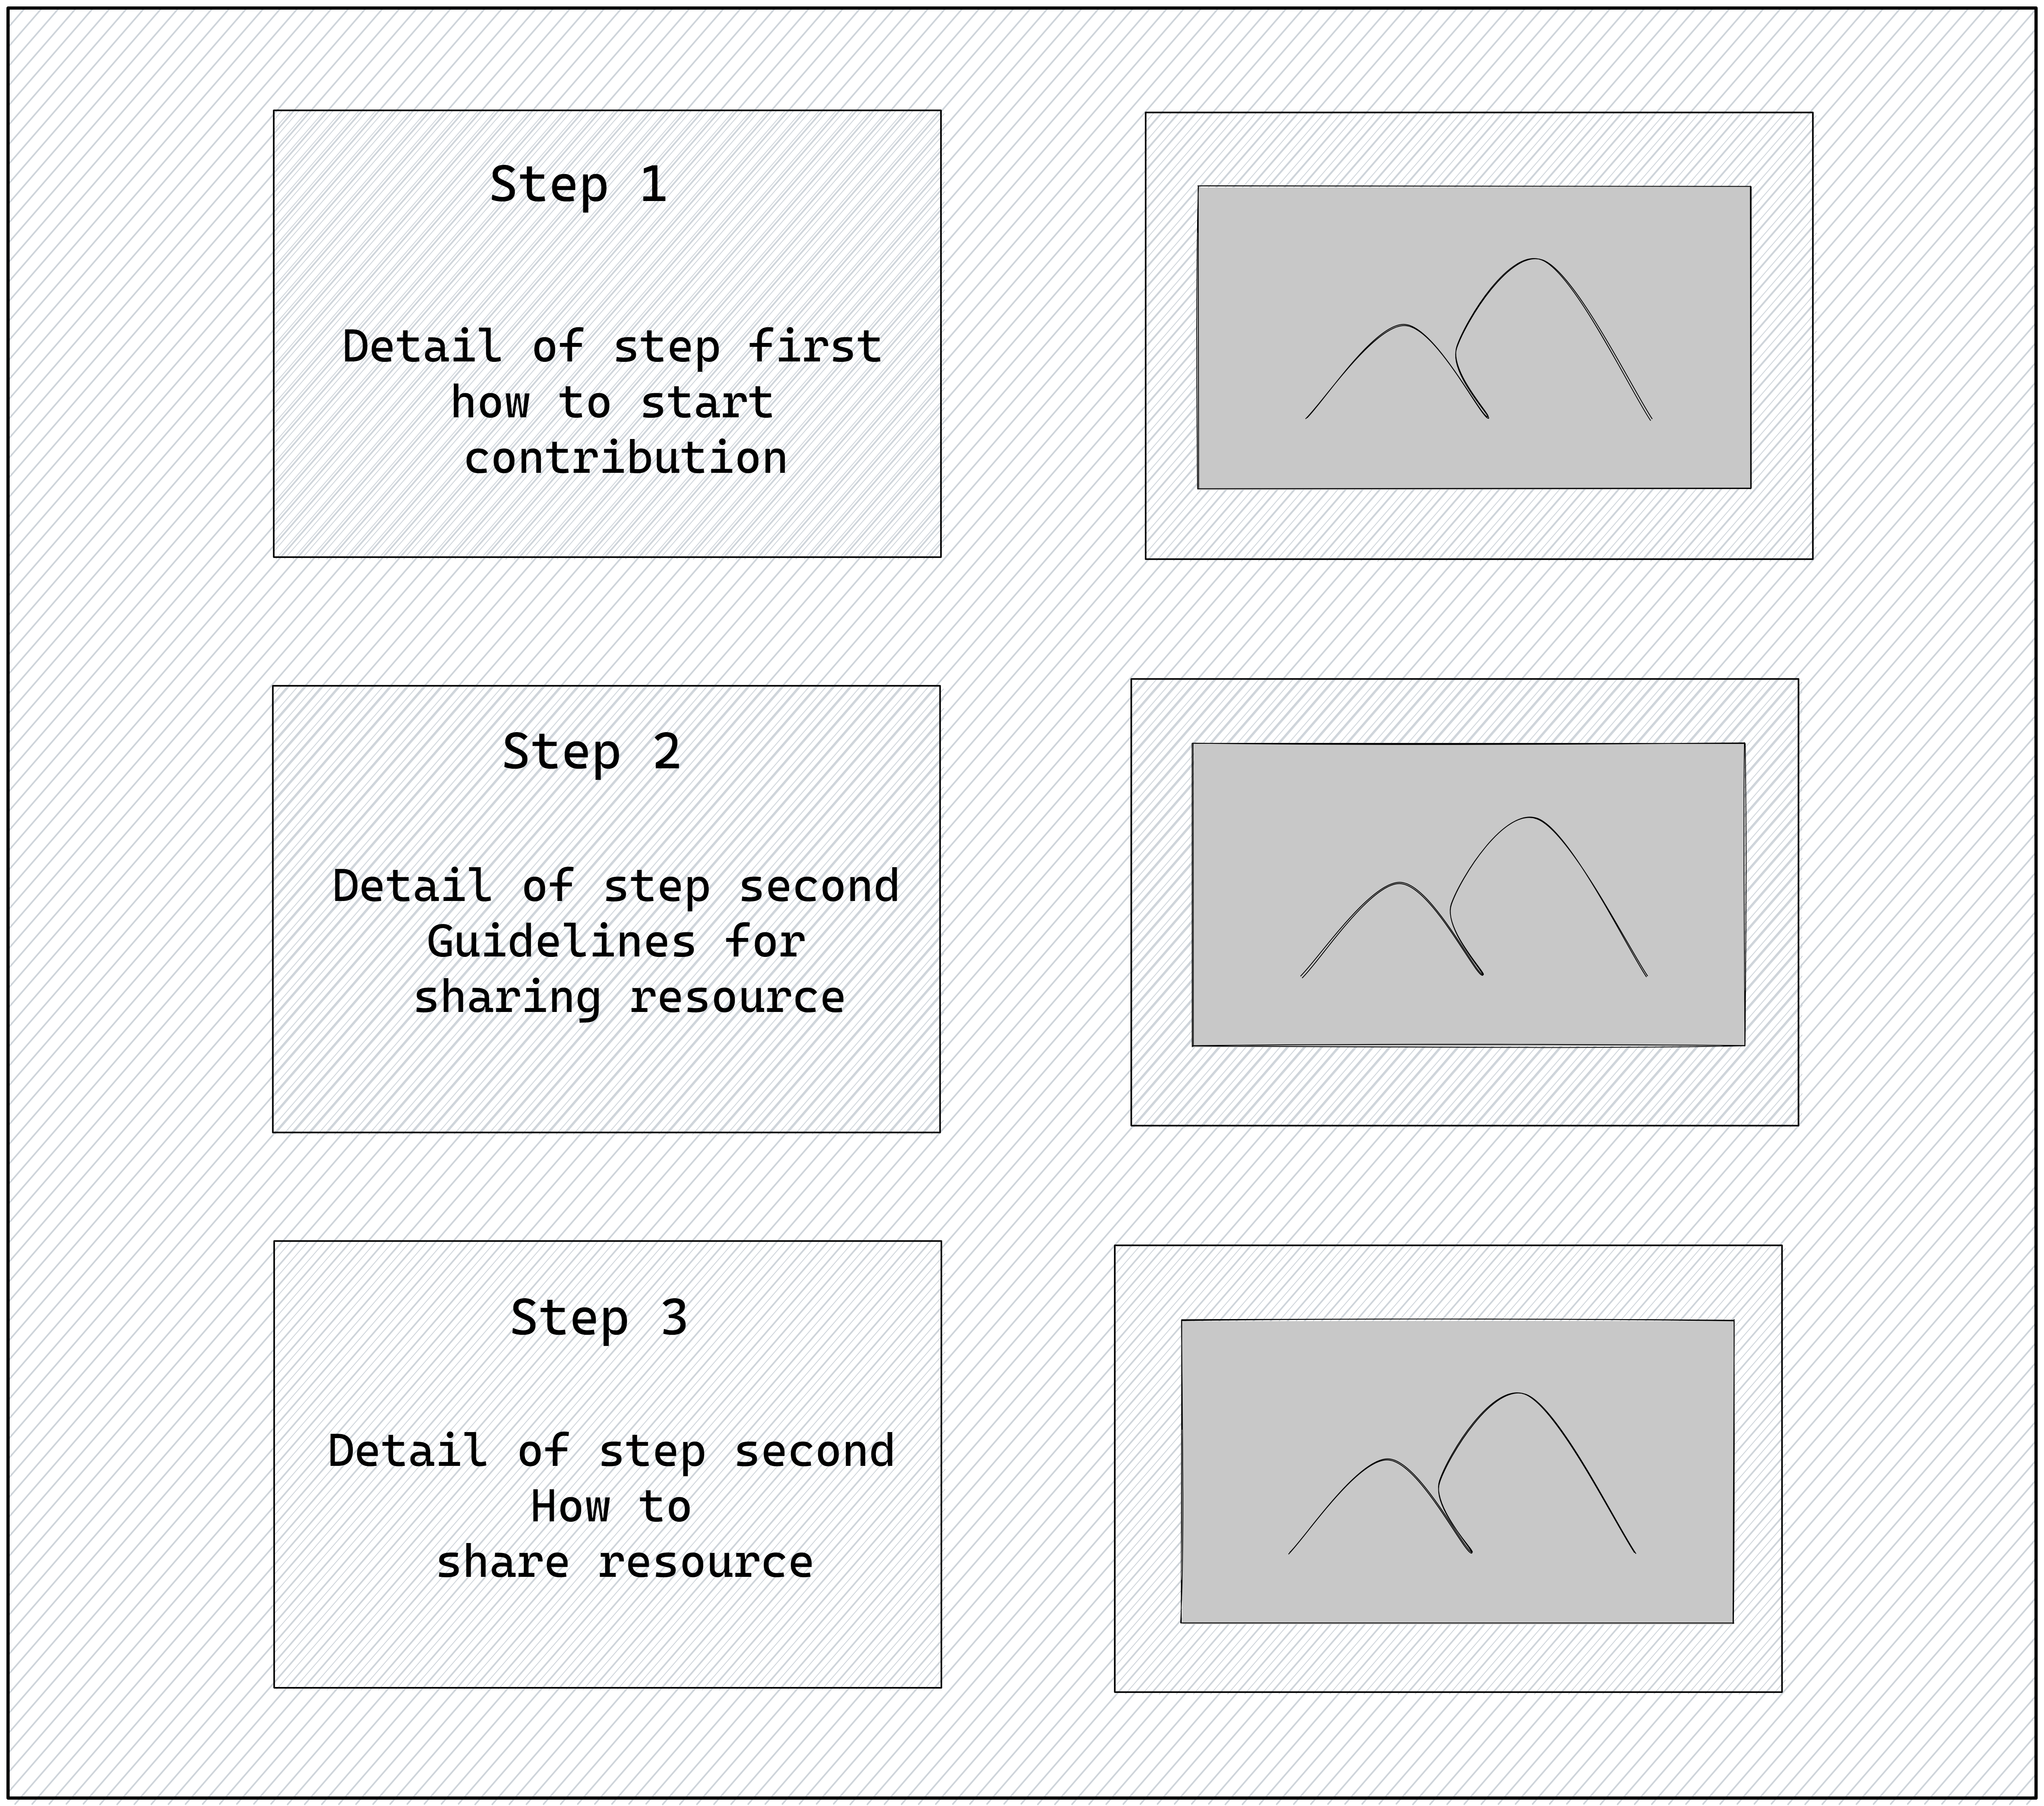 Step 1
Detail of step first
how to start
contribution
Step 2
Detail of step second
Guidelines for
sharing resource
Step 3
Detail of step second
How to
share resource